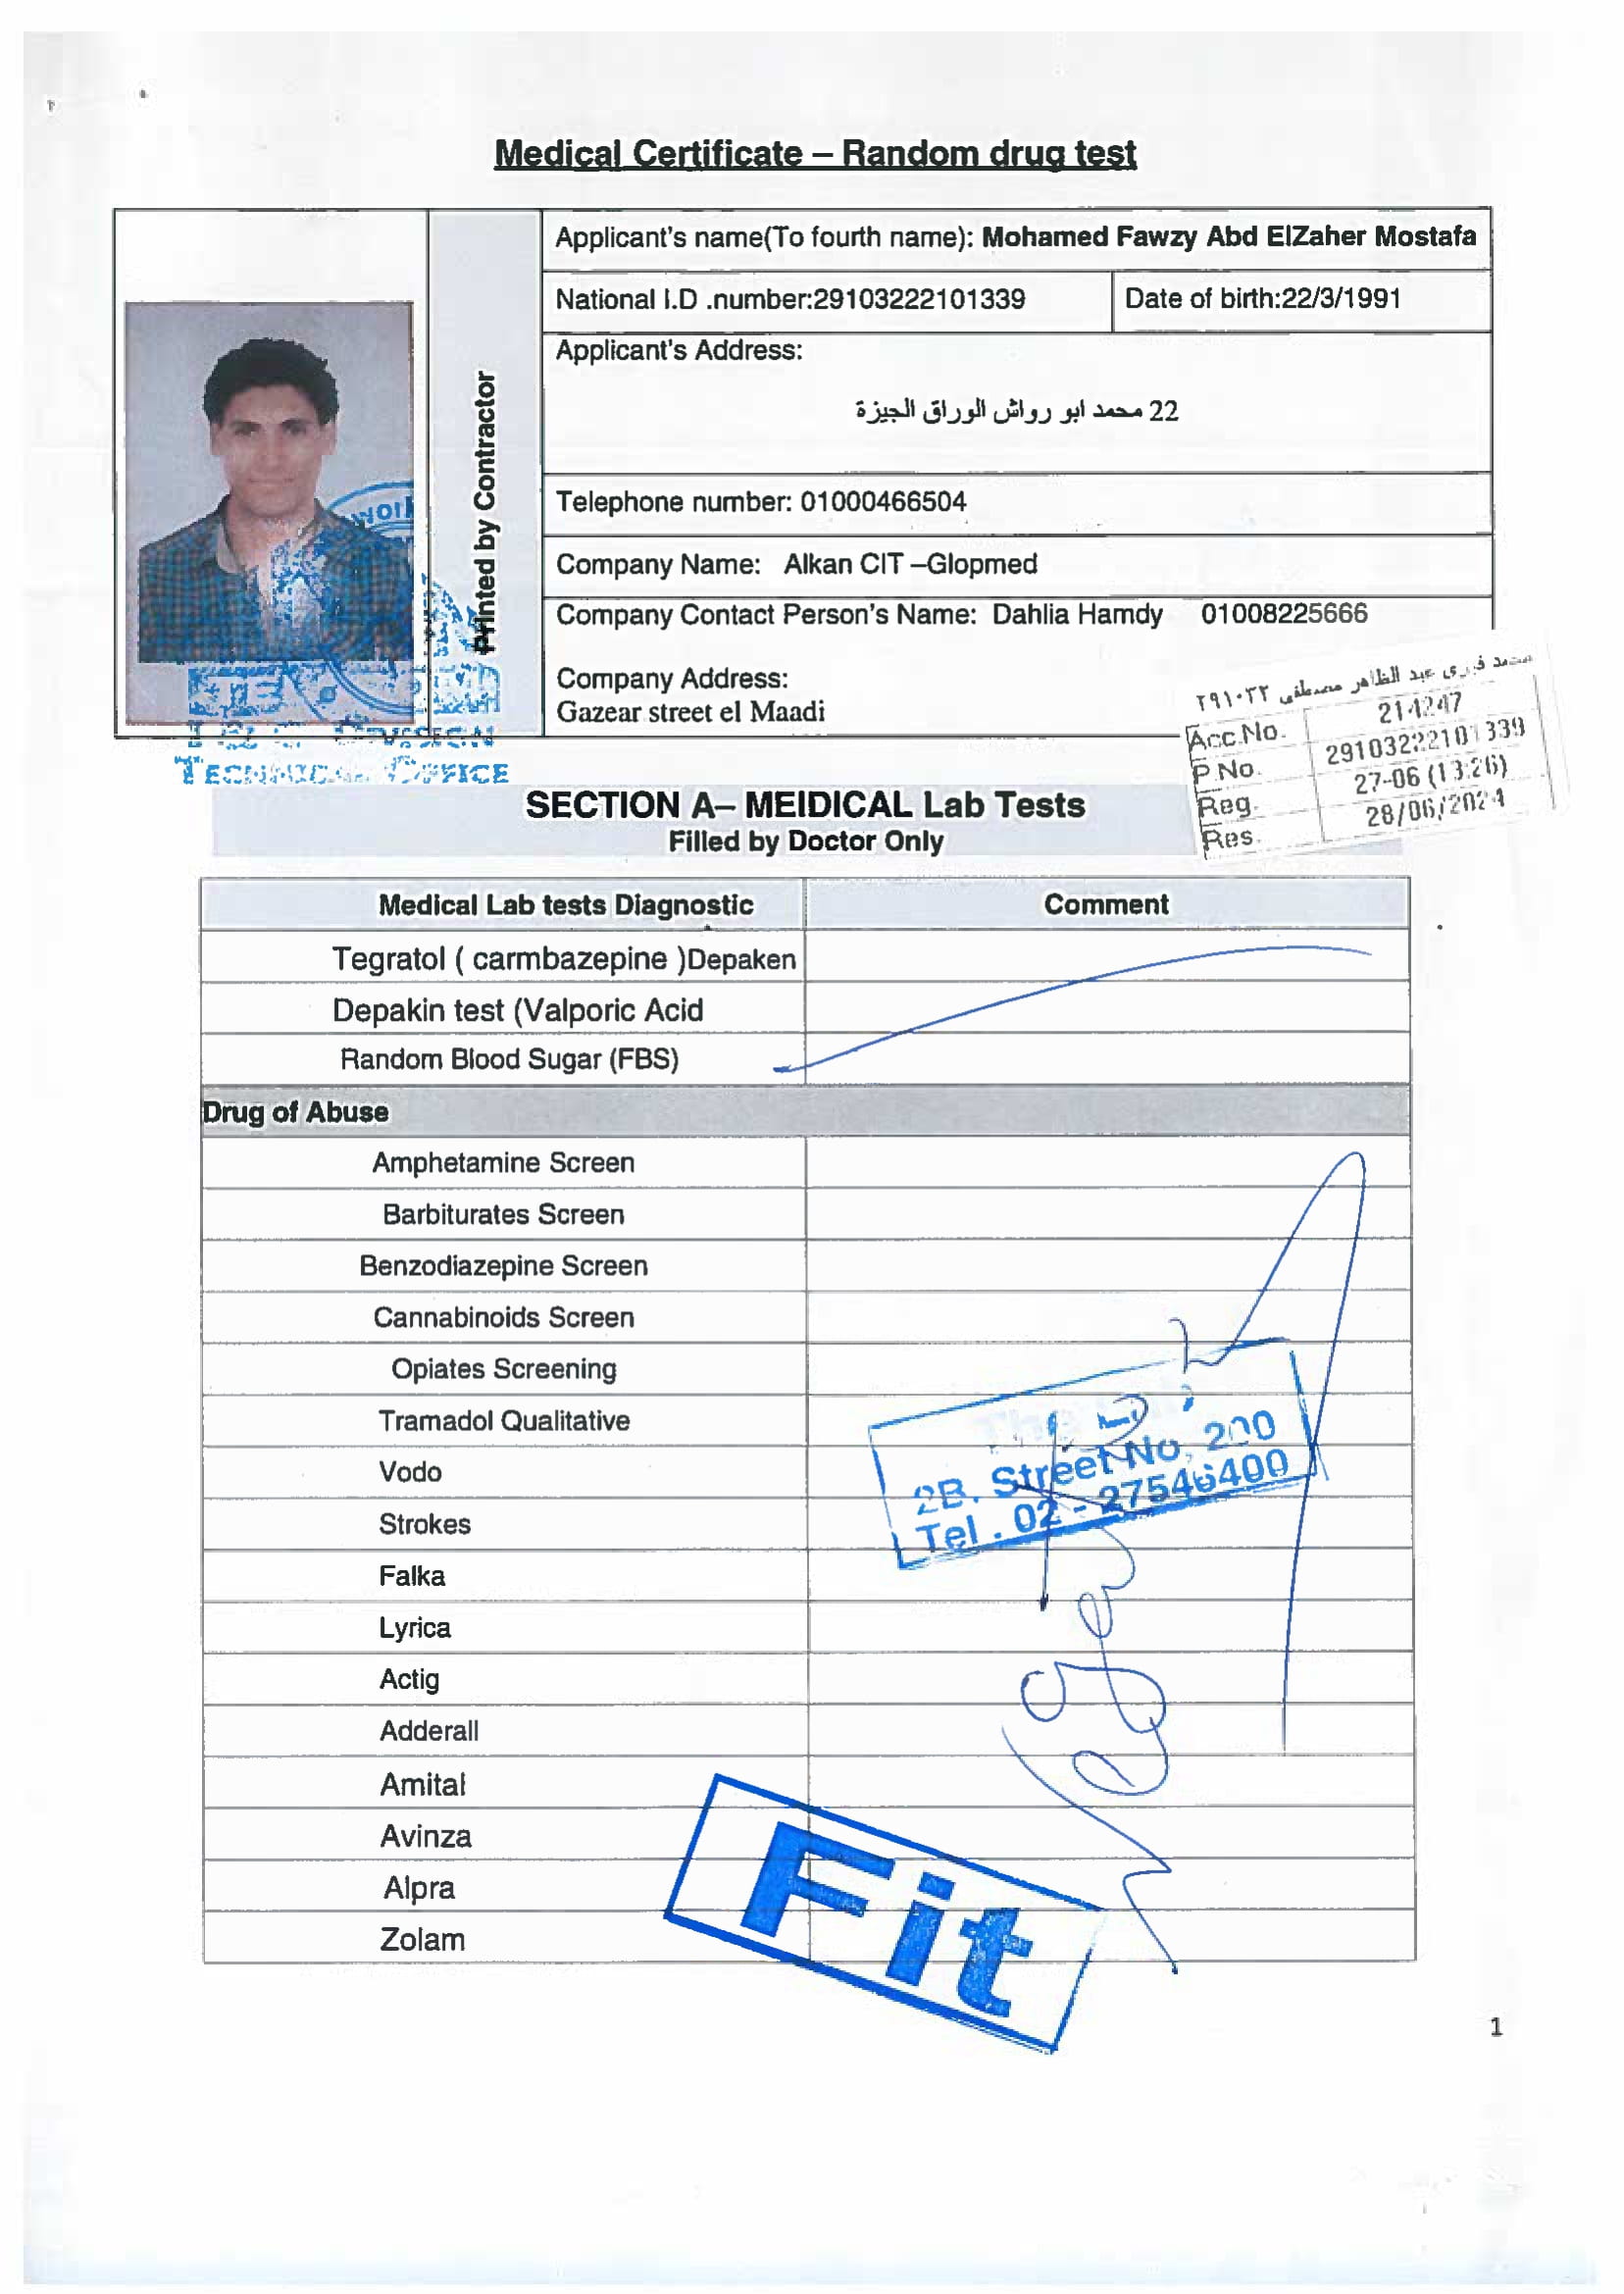 Medical Certificate – Random drug test
Applicant's name(To fourth name): Mohamed Fawzy Abd ElZaher Mostafa
National I.D .number:29103222101339
Date of birth:22/3/1991
Applicant's Address:
22 محمد ابو رواش الوراق الجيزة
Telephone number: 01000466504
Company Name: Alkan CIT –Glopmed
Company Contact Person's Name: Dahlia Hamdy 01008225666
Company Address:
Gazear street el Maadi
Printed by Contractor
TECHNICAL OFFICE
محمد فوزى عبد الظاهر مصطفى ٢٩١٠٣٢
Acc.No. 214247
P.No. 29103222101339
Reg. 27-06 (13:26)
Res. 28/06/2024
SECTION A– MEIDICAL Lab Tests
Filled by Doctor Only
Medical Lab tests Diagnostic Comment
Tegratol ( carmbazepine )Depaken
Depakin test (Valporic Acid
Random Blood Sugar (FBS)
Drug of Abuse
Amphetamine Screen
Barbiturates Screen
Benzodiazepine Screen
Cannabinoids Screen
Opiates Screening
Tramadol Qualitative
Vodo
Strokes
Falka
Lyrica
Actig
Adderall
Amital
Avinza
Alpra
Zolam
2B. Street No, 200
Tel . 02 - 27546400
Fit
1